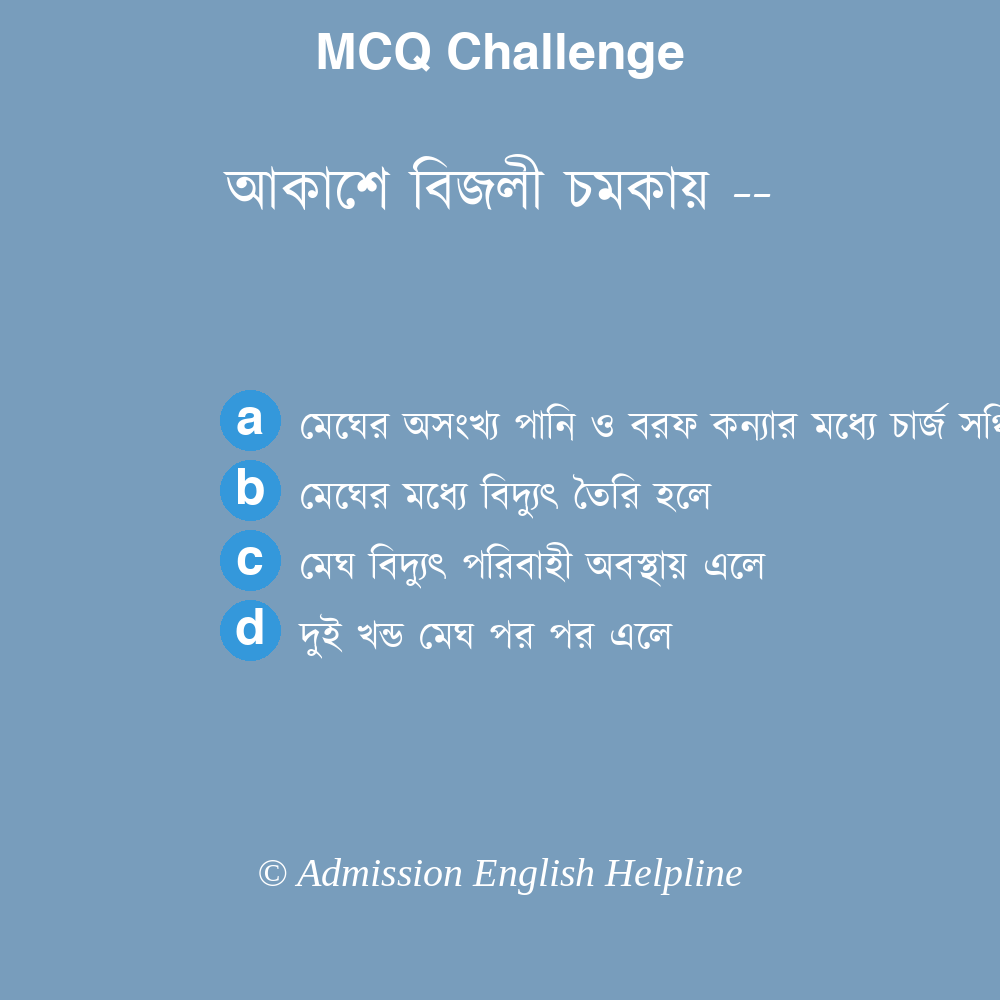 MCQ Challenge
আকাশে বিজলী চমকায় --
a মেঘের অসংখ্য পানি ও বরফ কন্যার মধ্যে চার্জ
b মেঘের মধ্যে বিদ্যুৎ তৈরি হলে
c মেঘ বিদ্যুৎ পরিবাহী অবস্থায় এলে
d দুই খন্ড মেঘ পর পর এলে
© Admission English Helpline